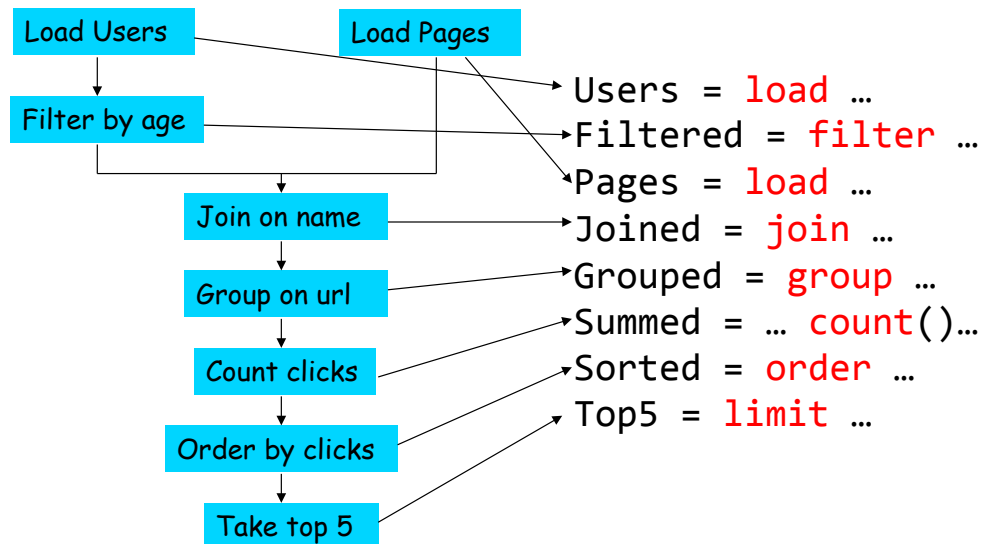 Load Users
Load Pages
Filter by age
Join on name
Group on url
Count clicks
Order by clicks
Take top 5
Users = load …
Filtered = filter …
Pages = load …
Joined = join …
Grouped = group …
Summed = … count()…
Sorted = order …
Top5 = limit …